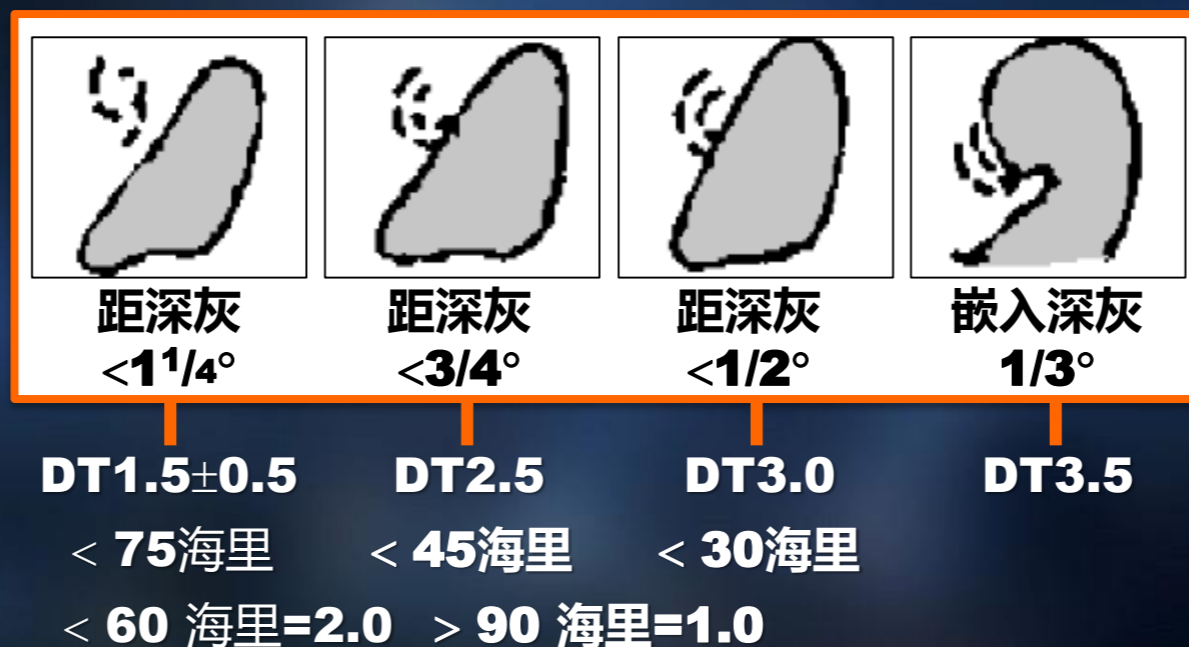 距深灰 距深灰 距深灰 嵌入深灰
<1¹/4° <3/4° <1/2° 1/3°
DT1.5±0.5 DT2.5 DT3.0 DT3.5
< 75海里 < 45海里 < 30海里
< 60 海里=2.0 > 90 海里=1.0